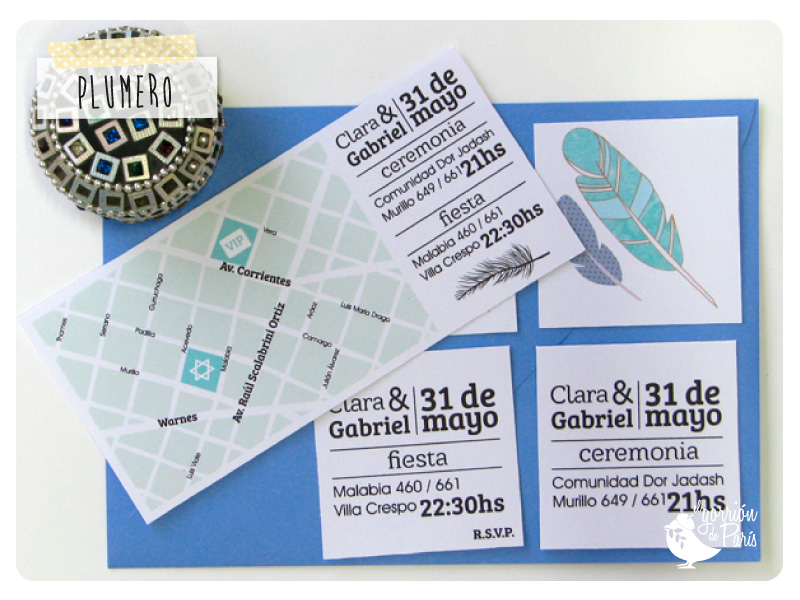 PLUMERO
Clara & Gabriel
31 de mayo
ceremonia
Comunidad Dor Jadash
Murillo 649 / 661
21hs
fiesta
Malabia 460 / 661
Villa Crespo
22:30hs
VIP
Vera
Av. Corrientes
Thames
Serrano
Gurruchaga
Padilla
Acevedo
Murillo
Malabia
Av. Raúl Scalabrini Ortiz
Aráoz
Luis María Drago
Camargo
Julián Álvarez
Warnes
Luis Viale
Clara & Gabriel
31 de mayo
fiesta
Malabia 460 / 661
Villa Crespo
22:30hs
R.S.V.P.
Clara & Gabriel
31 de mayo
ceremonia
Comunidad Dor Jadash
Murillo 649 / 661
21hs
gorrión
de París